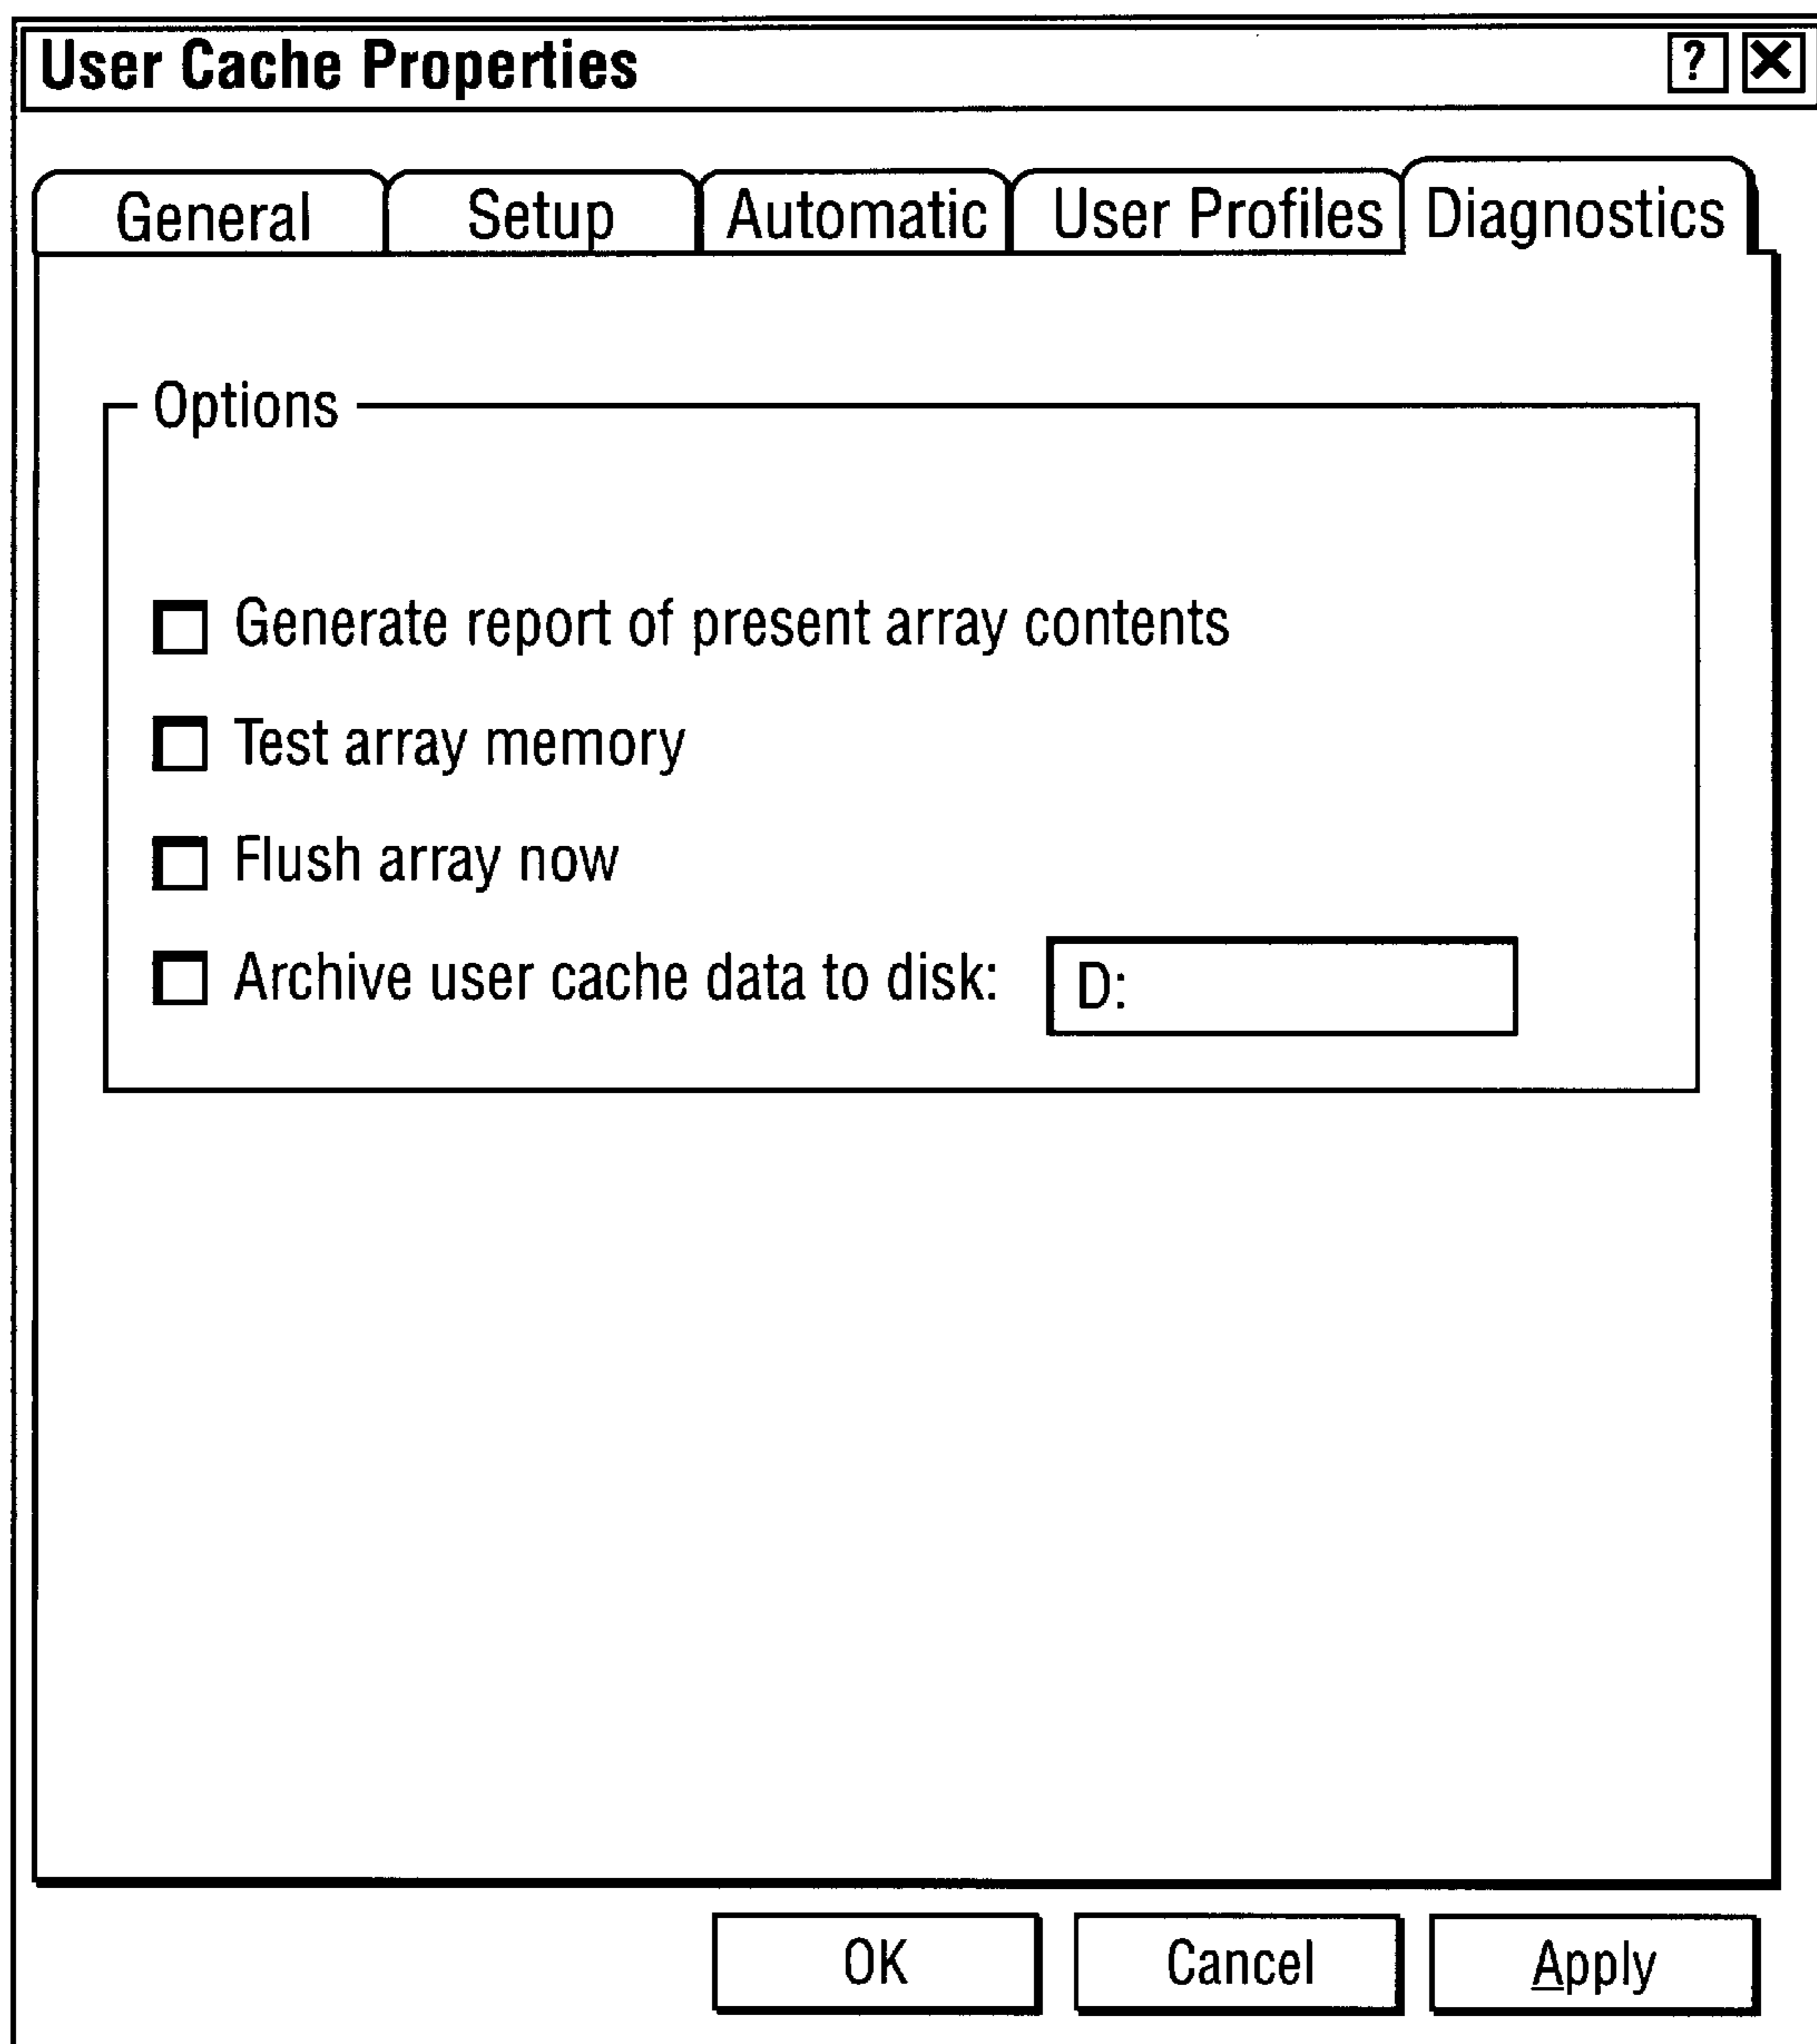 User Cache Properties ? X
General Setup Automatic User Profiles Diagnostics
Options
Generate report of present array contents
Test array memory
Flush array now
Archive user cache data to disk: D:
OK Cancel Apply